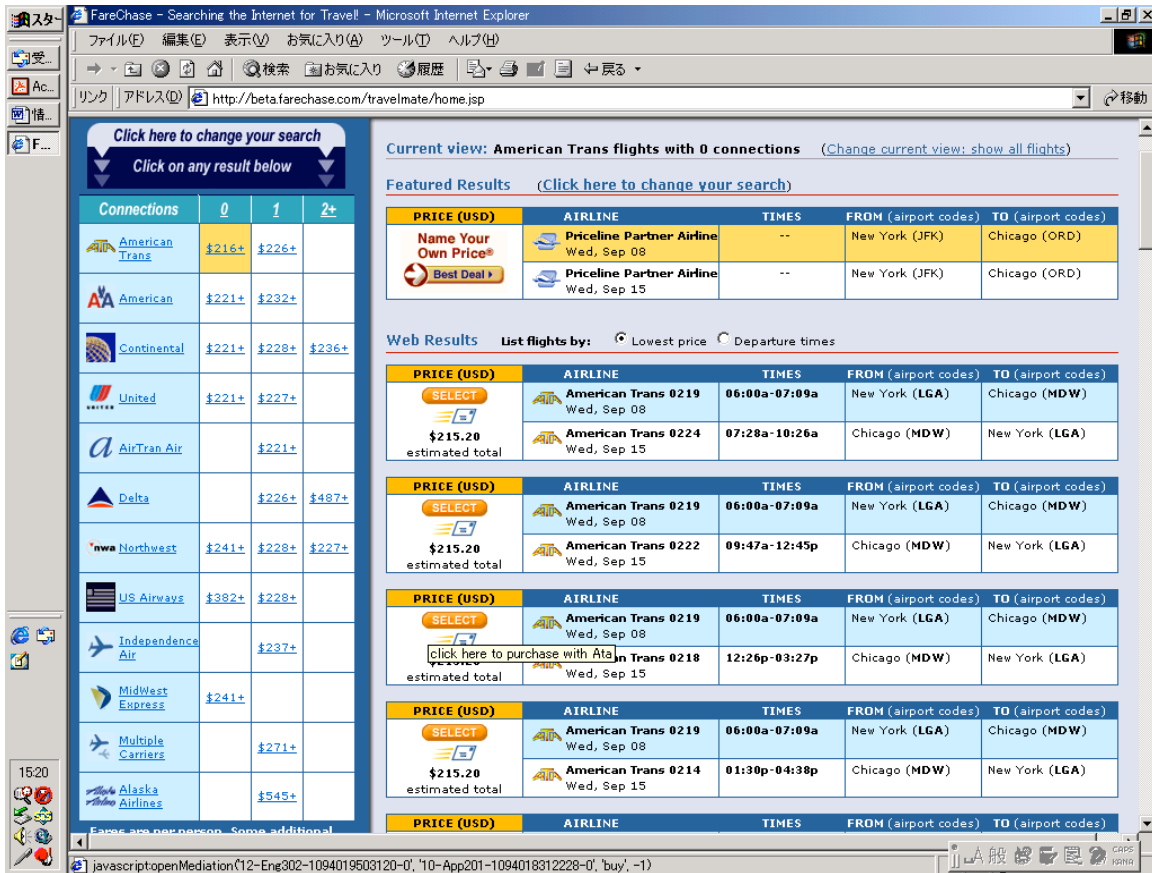 スター
FareChase - Searching the Internet for Travel! - Microsoft Internet Explorer
ファイル(F) 編集(E) 表示(V) お気に入り(A) ツール(T) ヘルプ(H)
受...
検索 お気に入り 履歴 戻る
Ac...
リンク アドレス(D) http://beta.farechase.com/travelmate/home.jsp 移動
情...
F...
Click here to change your search
Click on any result below
Connections 0 1 2+
American Trans $216+ $226+
American $221+ $232+
Continental $221+ $228+ $236+
UNITED United $221+ $227+
a AirTran Air $221+
Delta $226+ $487+
nwa Northwest $241+ $228+ $227+
US Airways $382+ $228+
Independence Air $237+
MidWest Express $241+
Multiple Carriers $271+
Alaska Airlines Alaska Airlines $545+
Fares are per person. Some additional
Current view: American Trans flights with 0 connections (Change current view: show all flights)
Featured Results (Click here to change your search)
PRICE (USD) AIRLINE TIMES FROM (airport codes) TO (airport codes)
Name Your Own Price®
Best Deal
Priceline Partner Airline -- New York (JFK) Chicago (ORD)
Wed, Sep 08
Priceline Partner Airline -- New York (JFK) Chicago (ORD)
Wed, Sep 15
Web Results List flights by: Lowest price Departure times
PRICE (USD) AIRLINE TIMES FROM (airport codes) TO (airport codes)
SELECT ATA American Trans 0219 06:00a-07:09a New York (LGA) Chicago (MDW)
Wed, Sep 08
$215.20 ATA American Trans 0224 07:28a-10:26a Chicago (MDW) New York (LGA)
estimated total Wed, Sep 15
PRICE (USD) AIRLINE TIMES FROM (airport codes) TO (airport codes)
SELECT ATA American Trans 0219 06:00a-07:09a New York (LGA) Chicago (MDW)
Wed, Sep 08
$215.20 ATA American Trans 0222 09:47a-12:45p Chicago (MDW) New York (LGA)
estimated total Wed, Sep 15
PRICE (USD) AIRLINE TIMES FROM (airport codes) TO (airport codes)
SELECT ATA American Trans 0219 06:00a-07:09a New York (LGA) Chicago (MDW)
Wed, Sep 08
click here to purchase with Ata
an Trans 0218 12:26p-03:27p Chicago (MDW) New York (LGA)
estimated total Wed, Sep 15
PRICE (USD) AIRLINE TIMES FROM (airport codes) TO (airport codes)
SELECT ATA American Trans 0219 06:00a-07:09a New York (LGA) Chicago (MDW)
Wed, Sep 08
$215.20 ATA American Trans 0214 01:30p-04:38p Chicago (MDW) New York (LGA)
estimated total Wed, Sep 15
PRICE (USD) AIRLINE TIMES FROM (airport codes) TO (airport codes)
15:20
javascript:openMediation('12-Eng302-1094019503120-0', '10-App201-1094018312228-0', 'buy', -1)
A 般 CAPS
KANA